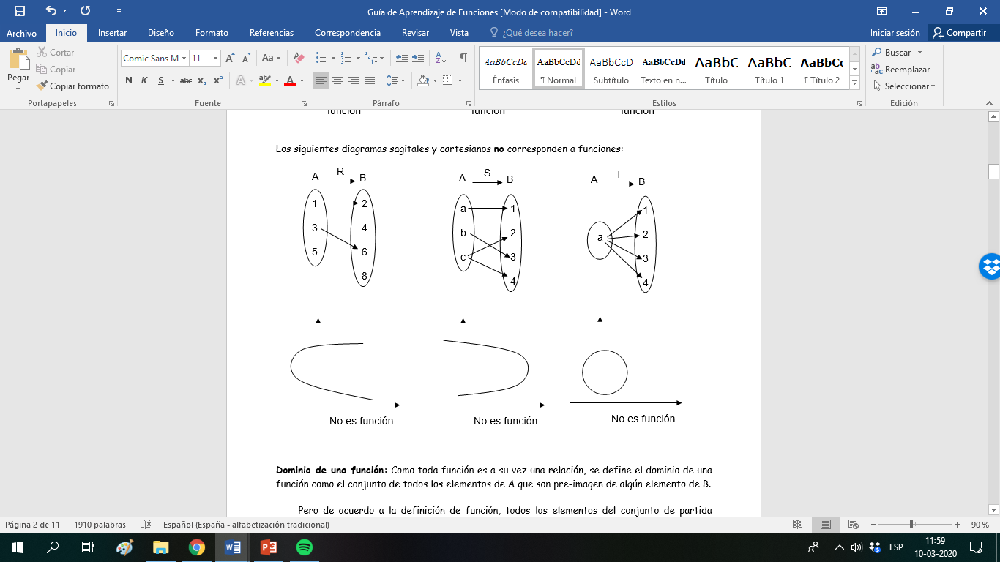 Guía de Aprendizaje de Funciones [Modo de compatibilidad] - Word
Archivo Inicio Insertar Diseño Formato Referencias Correspondencia Revisar Vista ¿Qué desea hacer? Iniciar sesión Compartir
Pegar
Cortar
Copiar
Copiar formato
Portapapeles
Comic Sans M 11
N K S abc x₂ x²
Fuente
Párrafo
AaBbCcDc AaBbCcDd AaBbCcD AaBbCcDd AaBbC AaBbC AaBbCc
Énfasis ¶ Normal Subtítulo Texto en n... Título Título 1 ¶ Título 2
Estilos
Buscar
Reemplazar
Seleccionar
Edición
función función función
Los siguientes diagramas sagitales y cartesianos no corresponden a funciones:
A R B
1 2
3 4
5 6
8
A S B
a 1
b 2
c 3
4
A T B
a 1
2
3
4
No es función No es función No es función
Dominio de una función: Como toda función es a su vez una relación, se define el dominio de una
función como el conjunto de todos los elementos de A que son pre-imagen de algún elemento de B.
Pero de acuerdo a la definición de función, todos los elementos del conjunto de partida
Página 2 de 11 1910 palabras Español (España - alfabetización tradicional) 90 %
ESP 11:59
10-03-2020